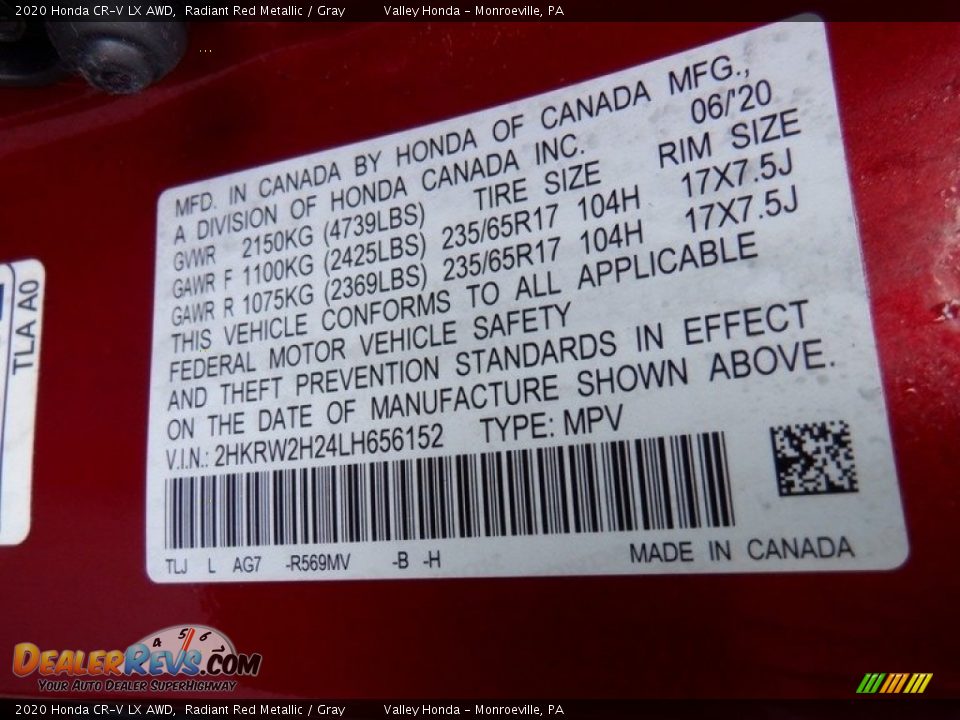 2020 Honda CR-V LX AWD, Radiant Red Metallic / Gray Valley Honda - Monroeville, PA
MFD. IN CANADA BY HONDA OF CANADA MFG.,
A DIVISION OF HONDA CANADA INC. 06/'20
GVWR 2150KG (4739LBS) TIRE SIZE RIM SIZE
GAWR F 1100KG (2425LBS) 235/65R17 104H 17X7.5J
GAWR R 1075KG (2369LBS) 235/65R17 104H 17X7.5J
THIS VEHICLE CONFORMS TO ALL APPLICABLE
FEDERAL MOTOR VEHICLE SAFETY
AND THEFT PREVENTION STANDARDS IN EFFECT
ON THE DATE OF MANUFACTURE SHOWN ABOVE.
V.I.N.: 2HKRW2H24LH656152 TYPE: MPV
TLJ L AG7 -R569MV -B -H MADE IN CANADA
TLA A0
4 5 6
DEALERREVS.COM
YOUR AUTO DEALER SUPERHIGHWAY
2020 Honda CR-V LX AWD, Radiant Red Metallic / Gray Valley Honda - Monroeville, PA